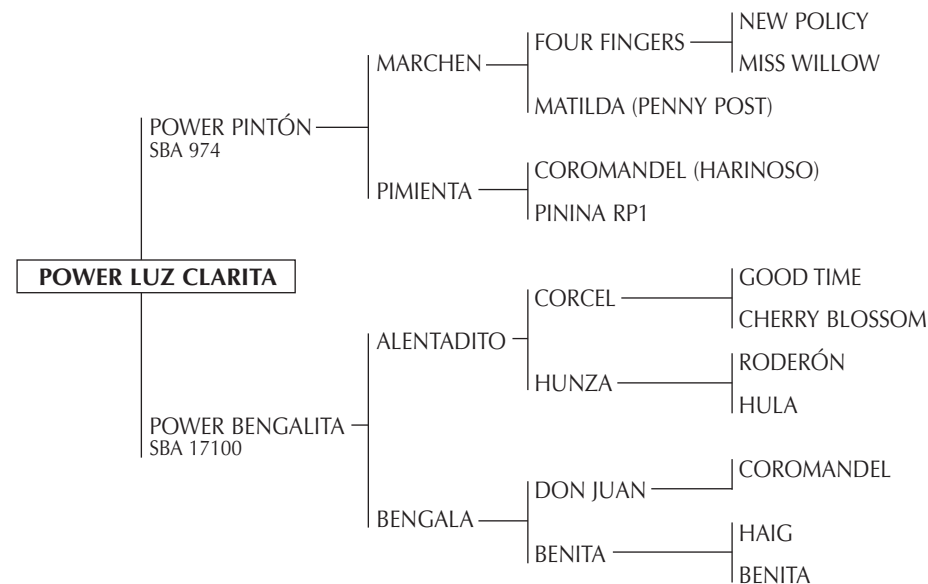 NEW POLICY
FOUR FINGERS
MISS WILLOW
MARCHEN
MATILDA (PENNY POST)
POWER PINTÓN
SBA 974
COROMANDEL (HARINOSO)
PIMIENTA
PININA RP1
POWER LUZ CLARITA
GOOD TIME
CORCEL
CHERRY BLOSSOM
ALENTADITO
RODERÓN
HUNZA
HULA
POWER BENGALITA
SBA 17100
COROMANDEL
DON JUAN
BENGALA
HAIG
BENITA
BENITA